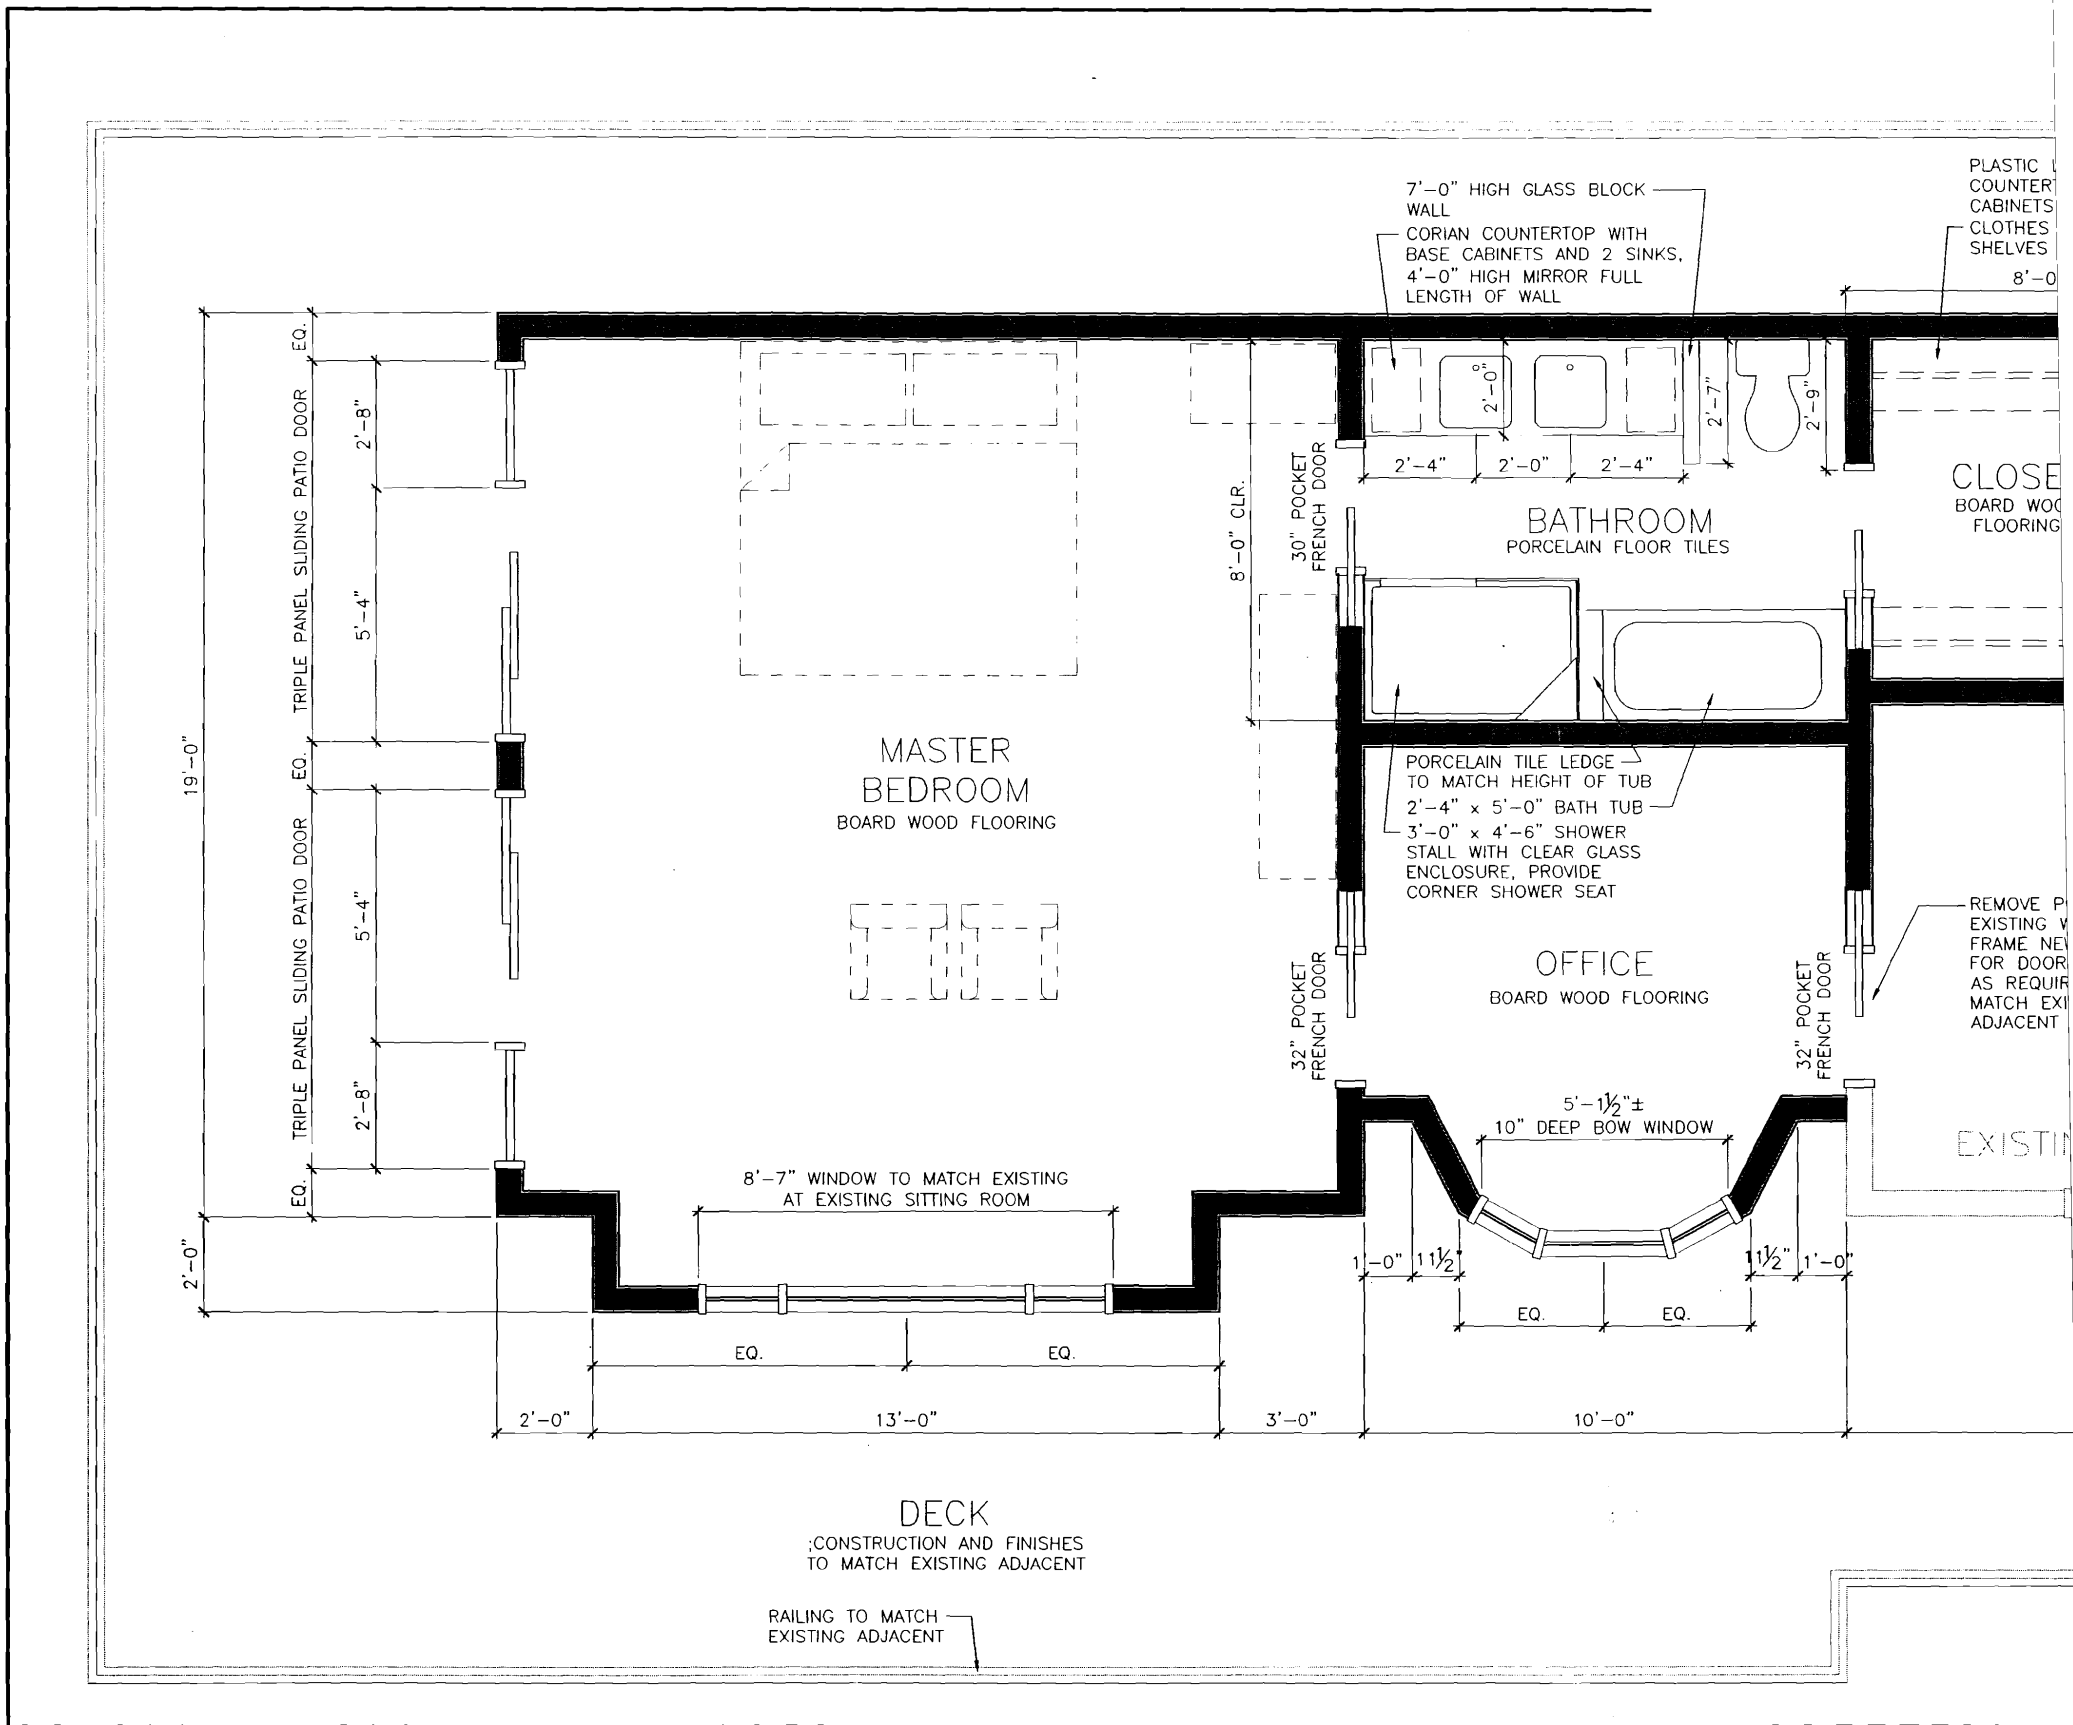 7'-0" HIGH GLASS BLOCK
WALL
CORIAN COUNTERTOP WITH
BASE CABINETS AND 2 SINKS,
4'-0" HIGH MIRROR FULL
LENGTH OF WALL
PLASTIC
COUNTER
CABINETS
CLOTHES
SHELVES
8'-0
EQ.
TRIPLE PANEL SLIDING PATIO DOOR
EQ.
TRIPLE PANEL SLIDING PATIO DOOR
EQ.
2'-8"
5'-4"
5'-4"
2'-8"
19'-0"
2'-0"
8'-0" CLR.
30" POCKET
FRENCH DOOR
2'-0"
2'-7"
2'-9"
2'-4"
2'-0"
2'-4"
BATHROOM
PORCELAIN FLOOR TILES
CLOSE
BOARD WOO
FLOORING
MASTER
BEDROOM
BOARD WOOD FLOORING
PORCELAIN TILE LEDGE
TO MATCH HEIGHT OF TUB
2'-4" x 5'-0" BATH TUB
3'-0" x 4'-6" SHOWER
STALL WITH CLEAR GLASS
ENCLOSURE, PROVIDE
CORNER SHOWER SEAT
OFFICE
BOARD WOOD FLOORING
32" POCKET
FRENCH DOOR
32" POCKET
FRENCH DOOR
REMOVE P
EXISTING
FRAME NEW
FOR DOOR
AS REQUIR
MATCH EXI
ADJACENT
5'-1½"±
10" DEEP BOW WINDOW
EXISTIN
8'-7" WINDOW TO MATCH EXISTING
AT EXISTING SITTING ROOM
1'-0"
11½"
11½"
1'-0"
EQ.
EQ.
EQ.
EQ.
2'-0"
13'-0"
3'-0"
10'-0"
DECK
;CONSTRUCTION AND FINISHES
TO MATCH EXISTING ADJACENT
RAILING TO MATCH
EXISTING ADJACENT